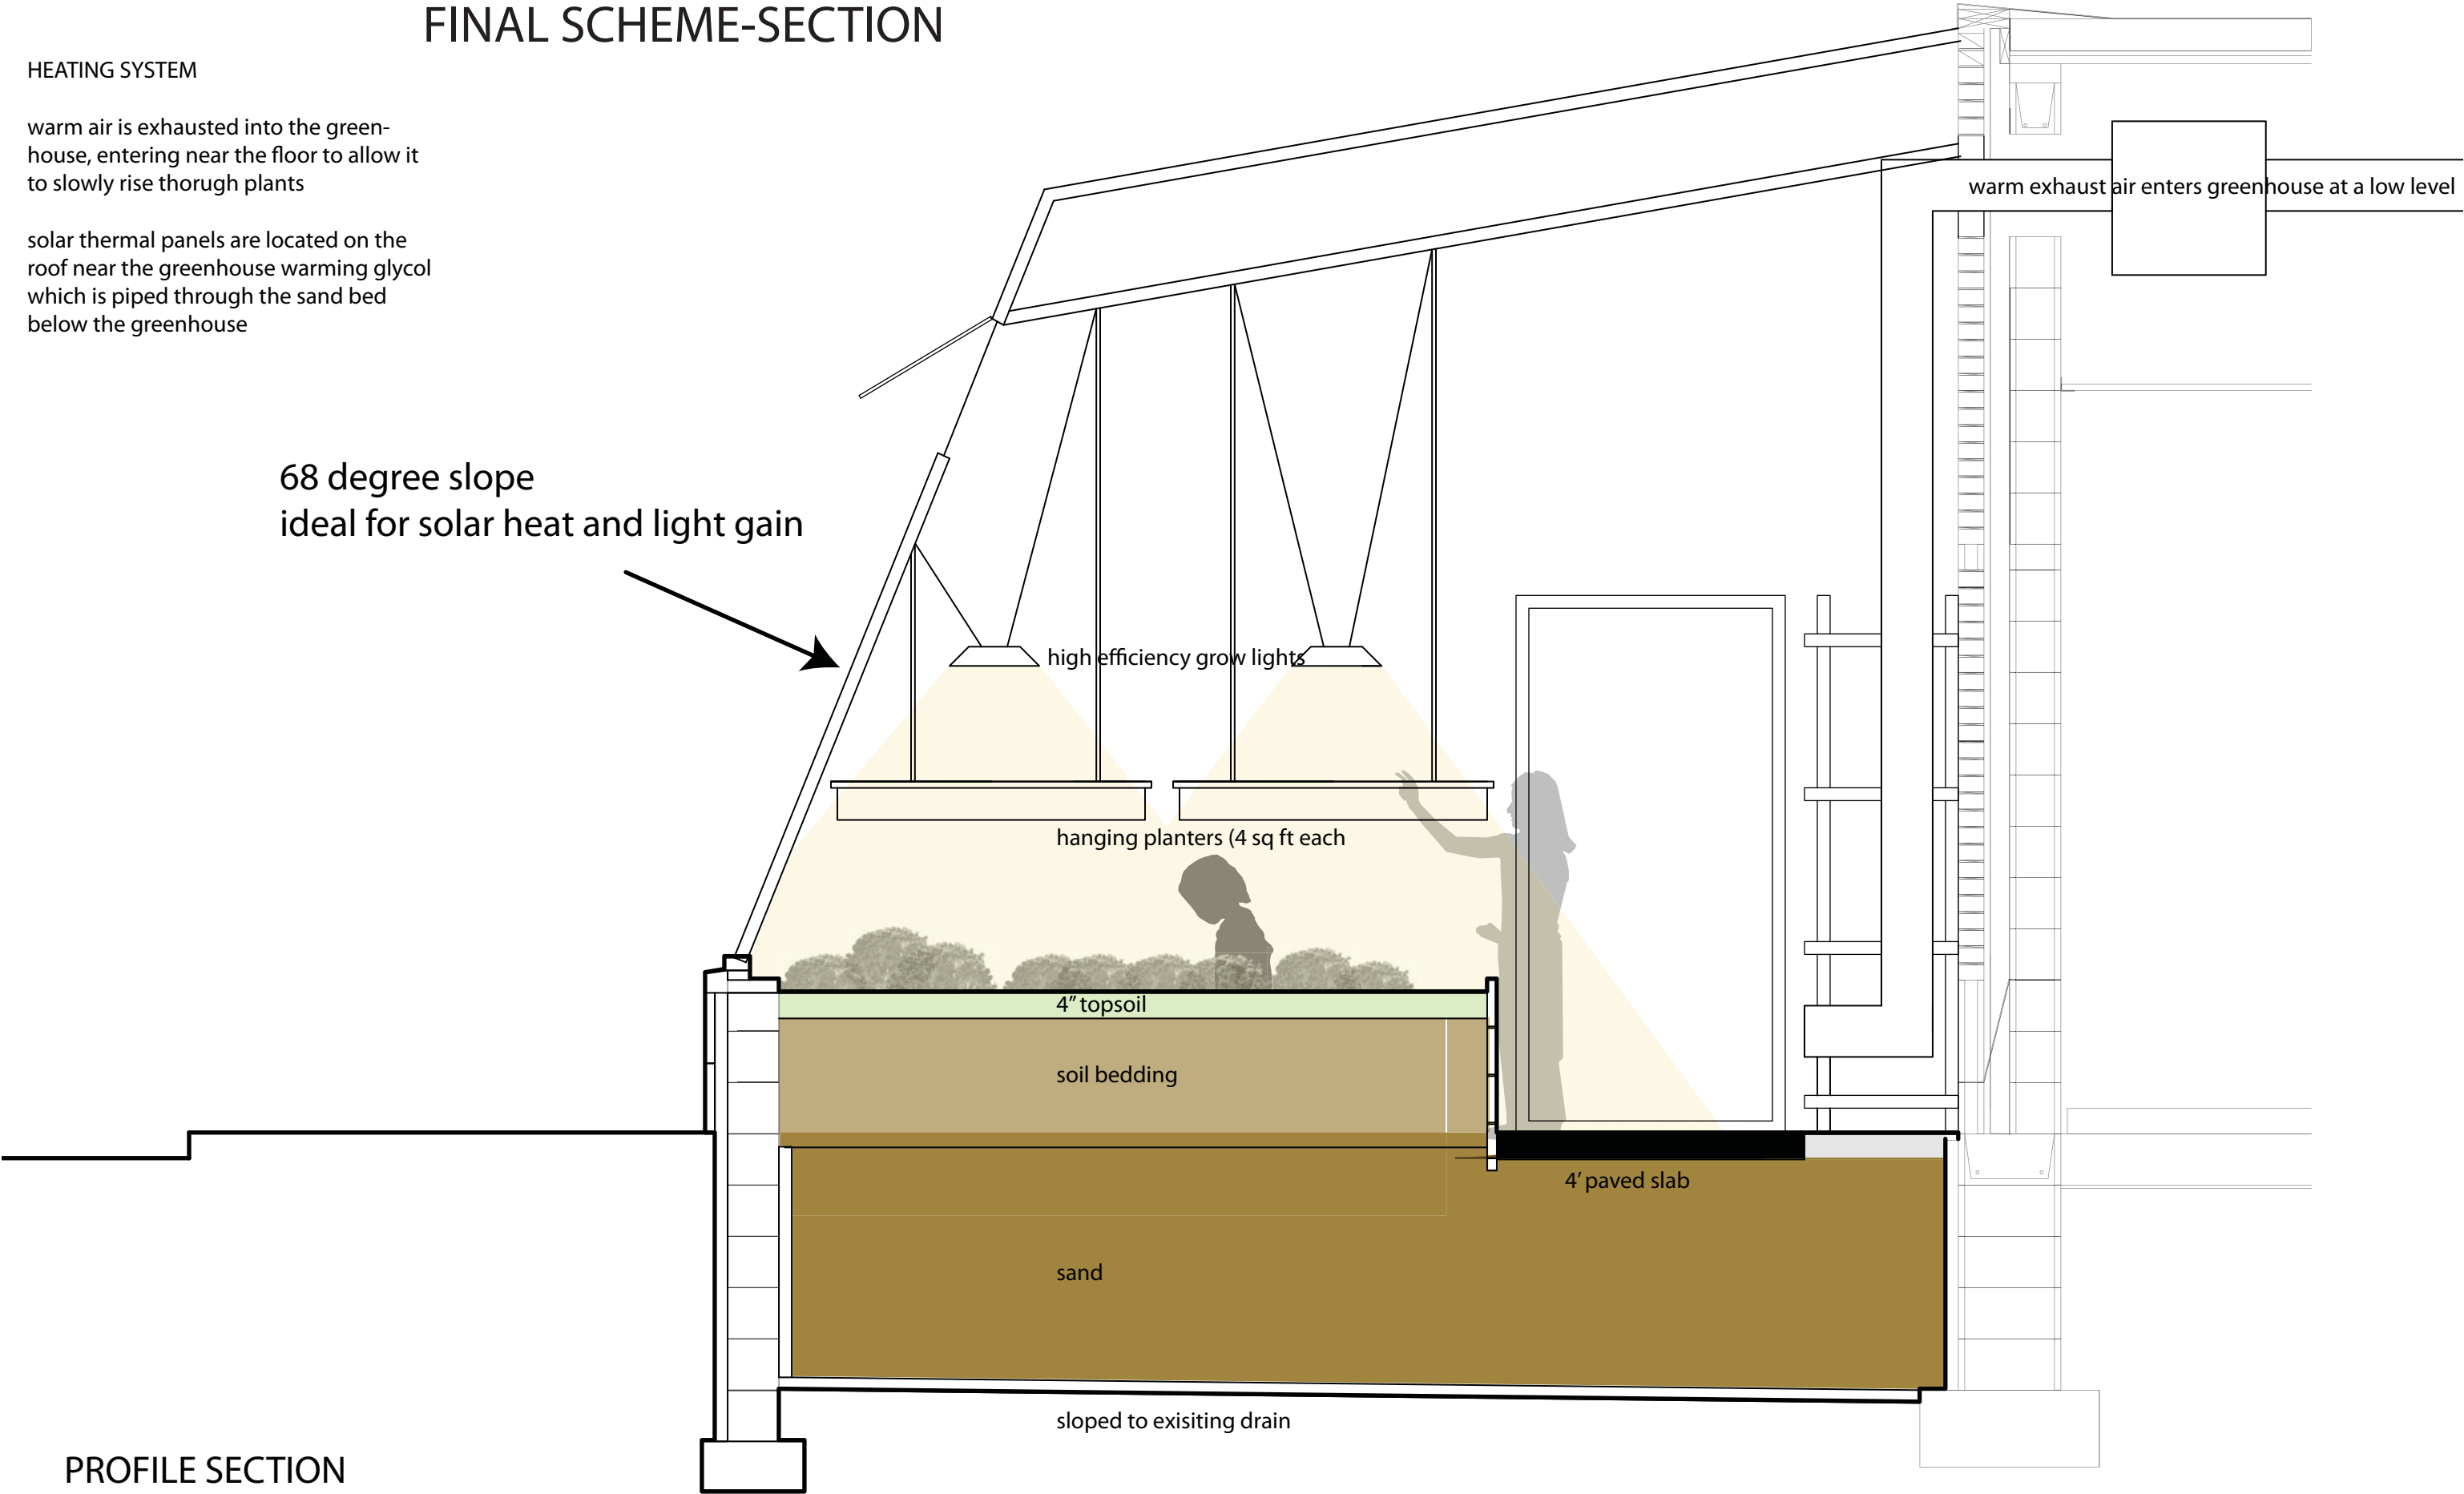 FINAL SCHEME-SECTION
HEATING SYSTEM
warm air is exhausted into the green-
house, entering near the floor to allow it
to slowly rise thorugh plants
solar thermal panels are located on the
roof near the greenhouse warming glycol
which is piped through the sand bed
below the greenhouse
warm exhaust air enters greenhouse at a low level
68 degree slope
ideal for solar heat and light gain
high efficiency grow lights
hanging planters (4 sq ft each
4" topsoil
soil bedding
4' paved slab
sand
sloped to exisiting drain
PROFILE SECTION